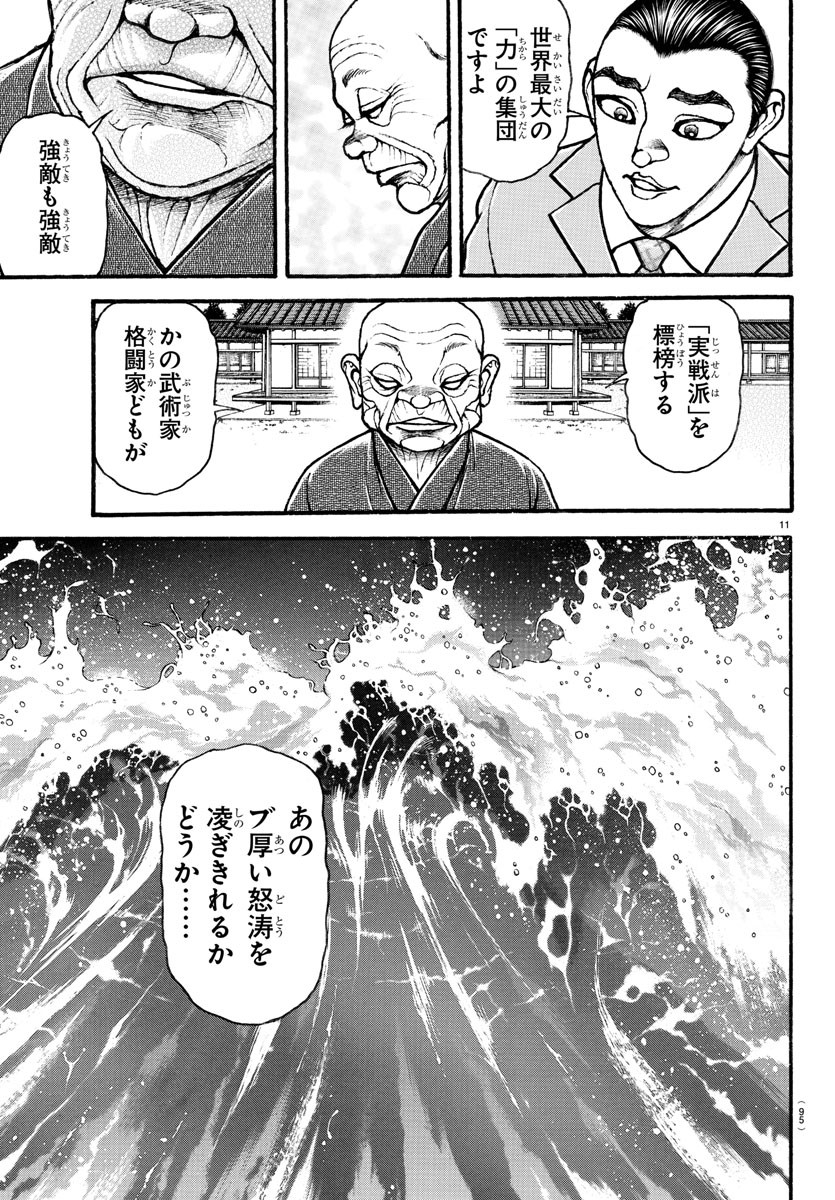 世界最大の
「力」の集団
ですよ
強敵も強敵
「実戦派」を
標榜する
かの武術家
格闘家どもが
11
あの
ブ厚い怒涛を
凌ぎきれるか
どうか……
(95)